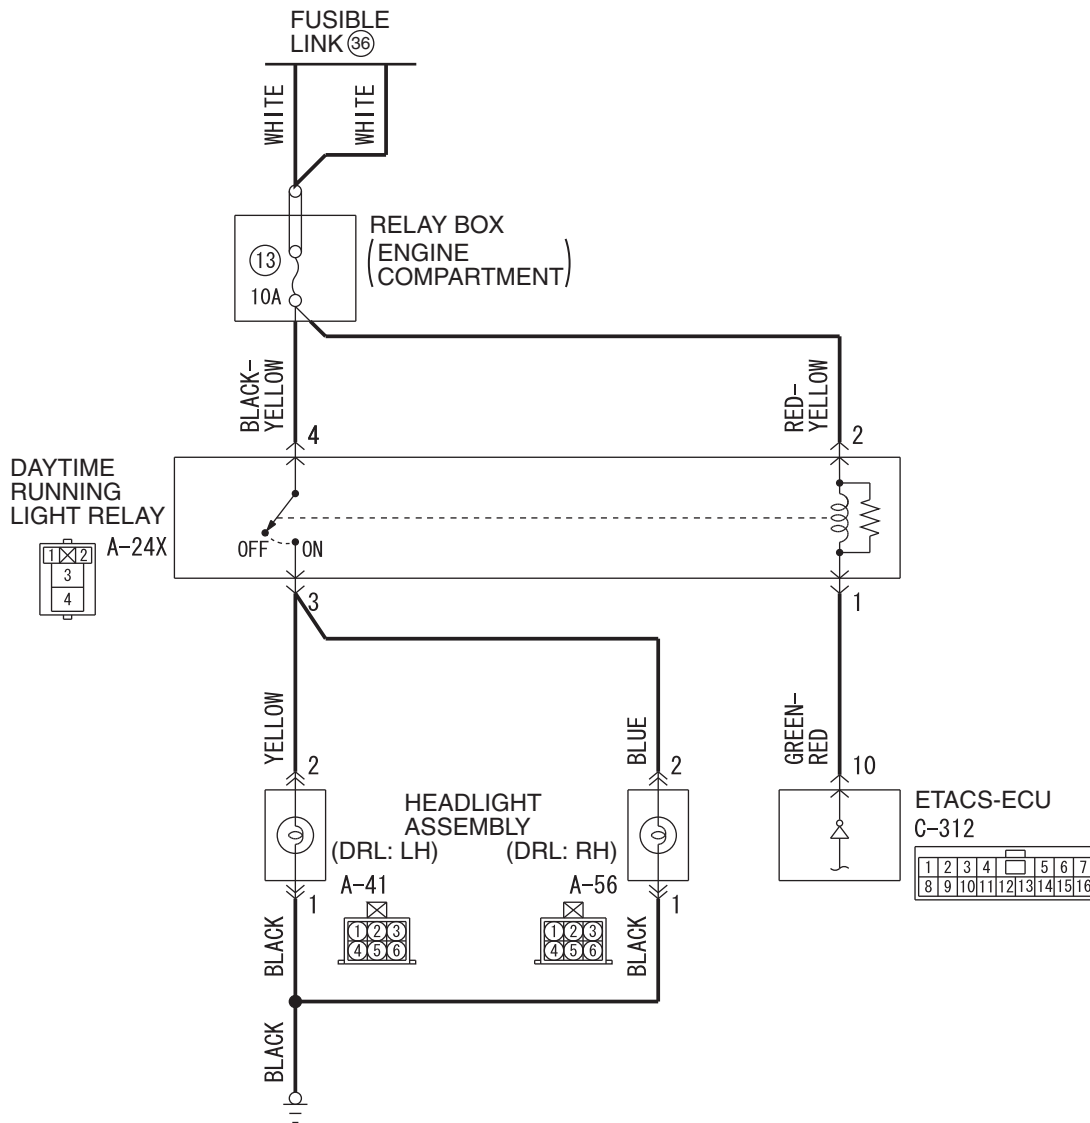 FUSIBLE
LINK 36
WHITE
WHITE
RELAY BOX
(ENGINE
COMPARTMENT)
13
10A
BLACK-
YELLOW
RED-
YELLOW
4
2
DAYTIME
RUNNING
LIGHT RELAY
A-24X
1 2
3
4
OFF ON
3
1
YELLOW
BLUE
GREEN-
RED
2
2
10
HEADLIGHT
ASSEMBLY
(DRL: LH) (DRL: RH)
A-41
A-56
ETACS-ECU
C-312
1 2 3 4 5 6 7
8 9 10 11 12 13 14 15 16
1
1
1 2 3
4 5 6
1 2 3
4 5 6
BLACK
BLACK
BLACK